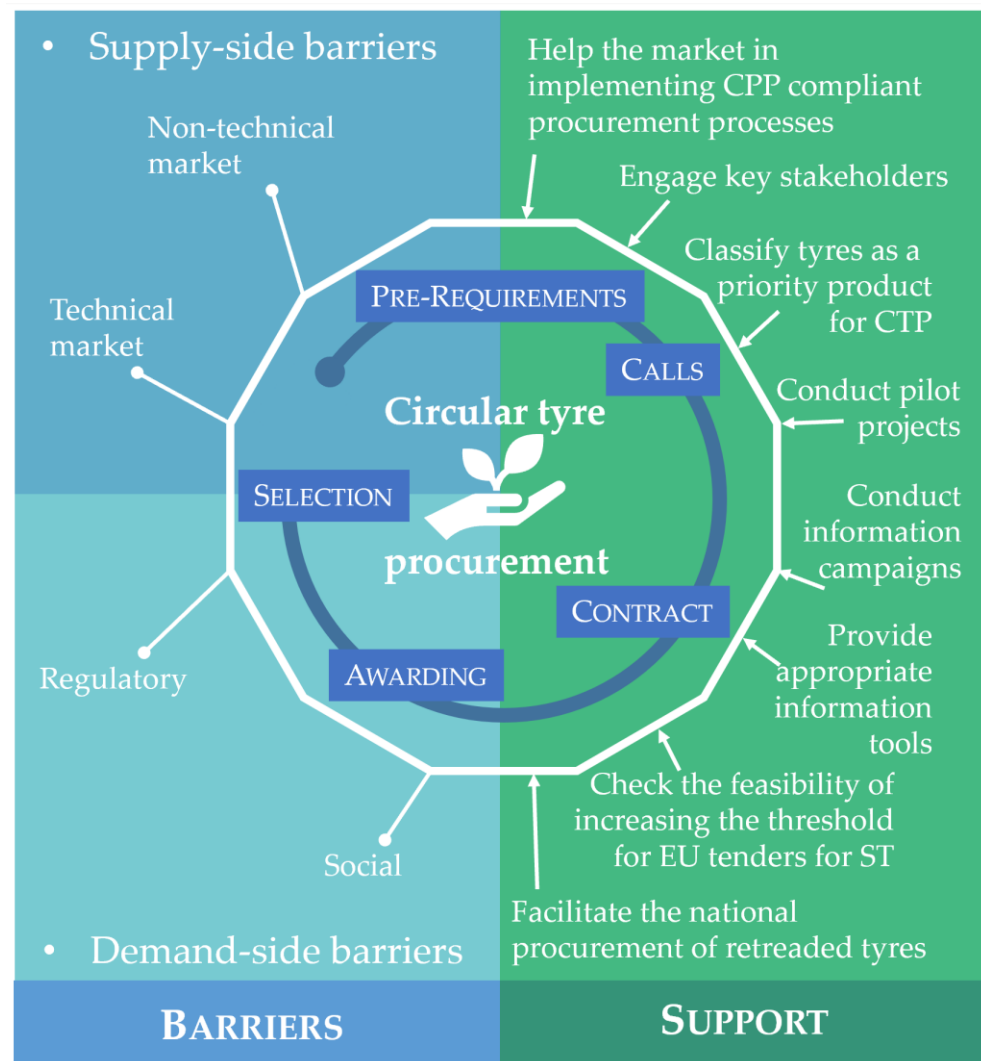 • Supply-side barriers
Non-technical
market
Technical
market
Regulatory
Social
• Demand-side barriers
BARRIERS
PRE-REQUIREMENTS
CALLS
Circular tyre
procurement
SELECTION
CONTRACT
AWARDING
Help the market in
implementing CPP compliant
procurement processes
Engage key stakeholders
Classify tyres as a
priority product
for CTP
Conduct pilot
projects
Conduct
information
campaigns
Provide
appropriate
information
tools
Check the feasibility of
increasing the threshold
for EU tenders for ST
Facilitate the national
procurement of retreaded tyres
SUPPORT